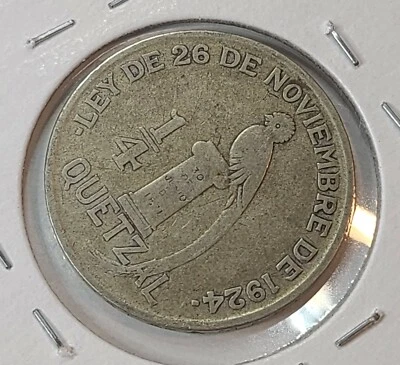 ·LEY DE 26 DE NOVIEMBRE DE 1924·
1/4
QUETZAL